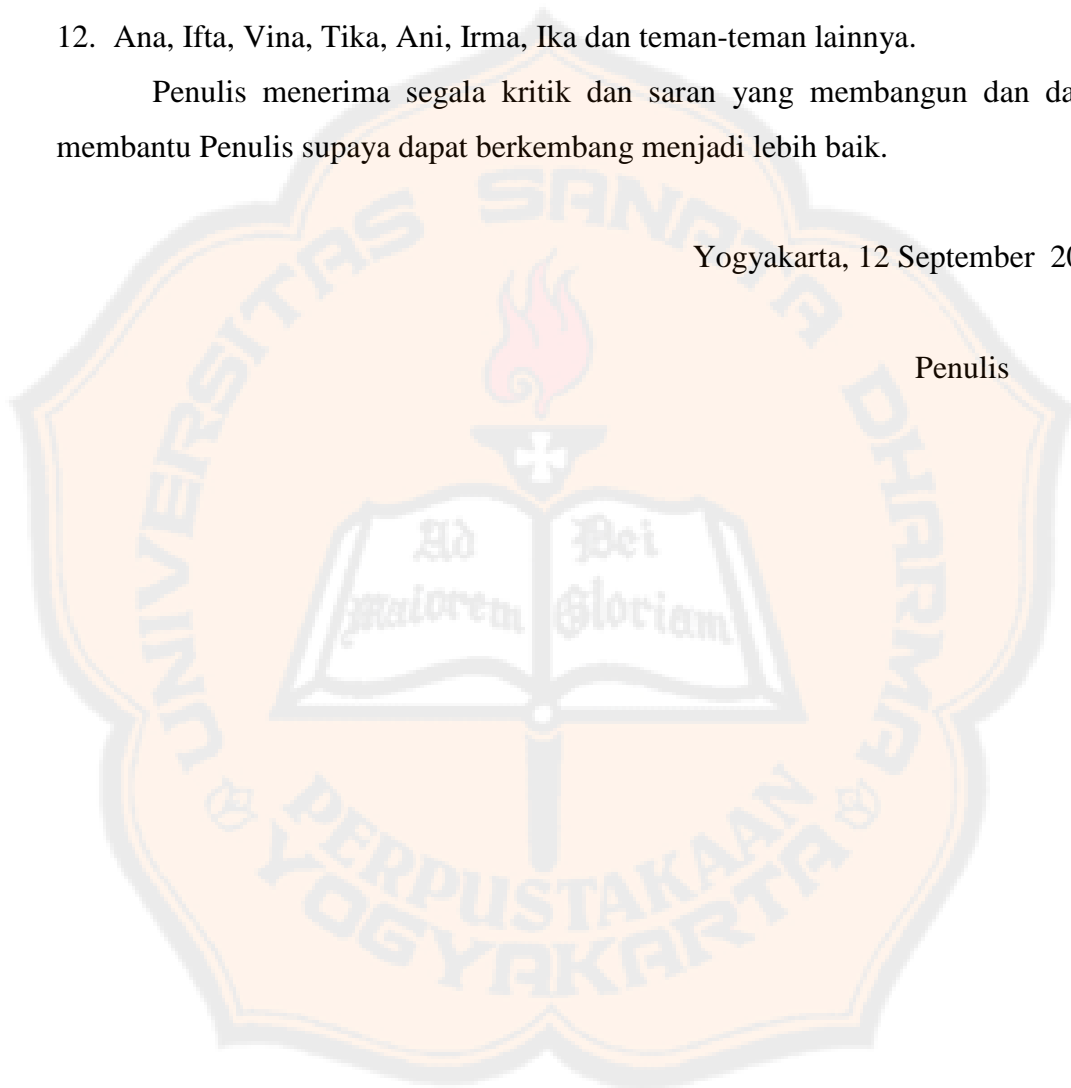 12. Ana, Ifta, Vina, Tika, Ani, Irma, Ika dan teman-teman lainnya.
Penulis menerima segala kritik dan saran yang membangun dan da
membantu Penulis supaya dapat berkembang menjadi lebih baik.
Yogyakarta, 12 September 20
Penulis
UNIVERSITAS SANATA DHARMA
Ad Dei
Maiorem Gloriam
PERPUSTAKAAN
YOGYAKARTA